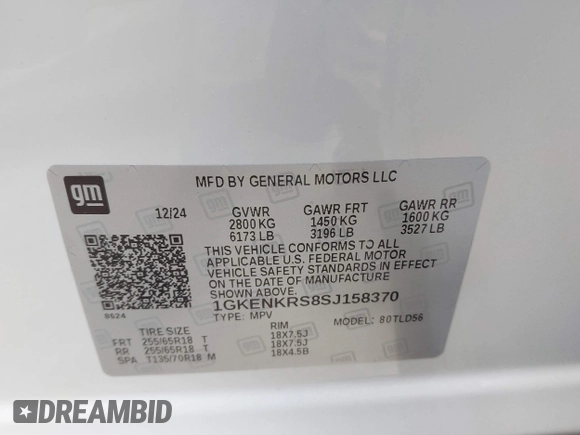 gm
MFD BY GENERAL MOTORS LLC
12/24 GVWR GAWR FRT GAWR RR
2800 KG 1450 KG 1600 KG
6173 LB 3196 LB 3527 LB
THIS VEHICLE CONFORMS TO ALL
APPLICABLE U.S. FEDERAL MOTOR
VEHICLE SAFETY STANDARDS IN EFFECT
ON THE DATE OF MANUFACTURE
SHOWN ABOVE.
8624 1GKENKRS8SJ158370
TYPE: MPV MODEL: 80TLD56
TIRE SIZE RIM
FRT 255/65R18 T 18X7.5J
RR 255/65R18 T 18X7.5J
SPA T135/70R18 M 18X4.5B
DREAMBID